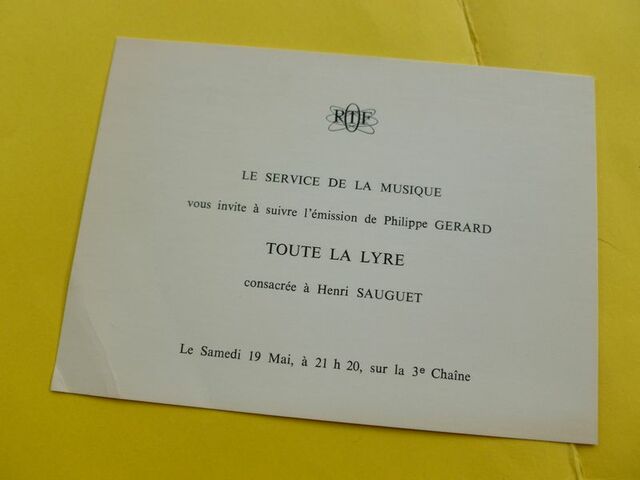 RTF
LE SERVICE DE LA MUSIQUE
vous invite à suivre l'émission de Philippe GERARD
TOUTE LA LYRE
consacrée à Henri SAUGUET
Le Samedi 19 Mai, à 21 h 20, sur la 3e Chaîne